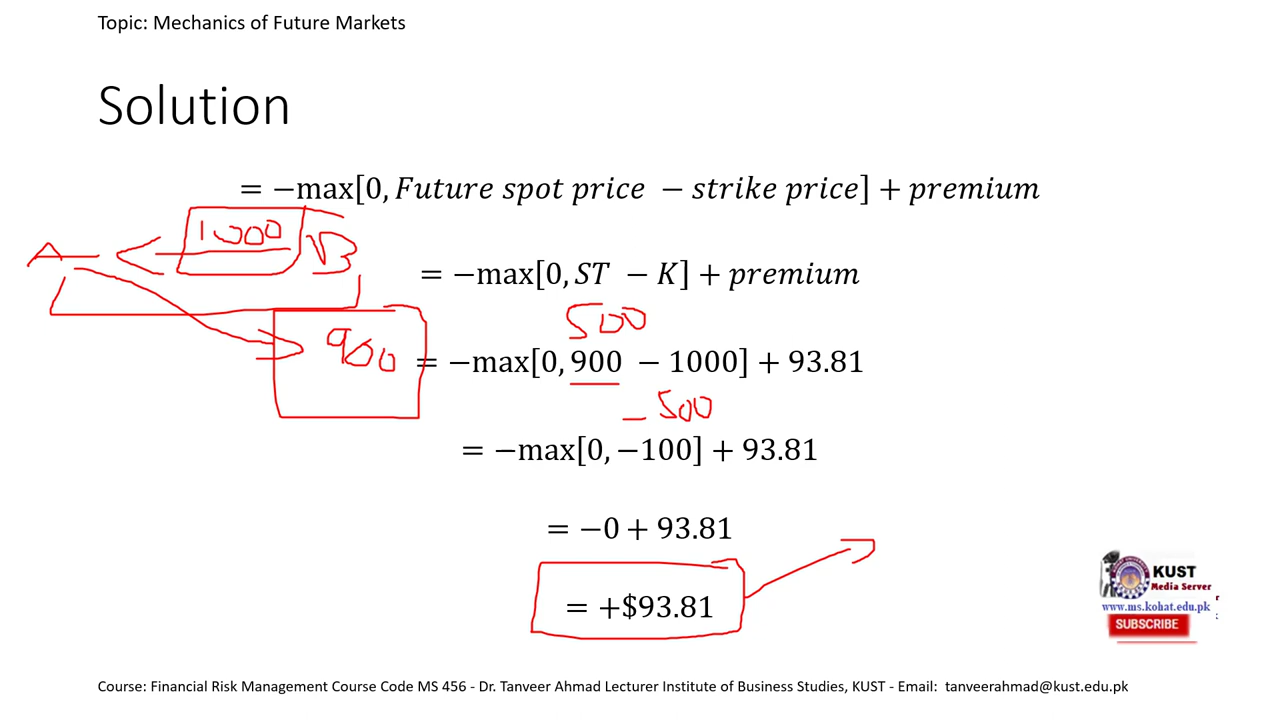 Topic: Mechanics of Future Markets
Solution
= −max[0, Future spot price − strike price] + premium
A 1000 B
= −max[0, ST − K] + premium
500
900
= −max[0, 900 − 1000] + 93.81
− 500
= −max[0, −100] + 93.81
= −0 + 93.81
= +$93.81
KUST
Media Server
www.ms.kohat.edu.pk
SUBSCRIBE
Course: Financial Risk Management Course Code MS 456 - Dr. Tanveer Ahmad Lecturer Institute of Business Studies, KUST - Email: tanveerahmad@kust.edu.pk